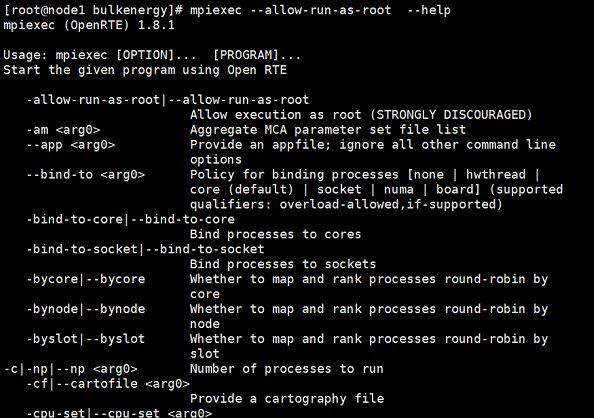 [root@node1 bulkenergy]# mpiexec --allow-run-as-root  --help
mpiexec (OpenRTE) 1.8.1

Usage: mpiexec [OPTION]...  [PROGRAM]...
Start the given program using Open RTE

   -allow-run-as-root|--allow-run-as-root
                         Allow execution as root (STRONGLY DISCOURAGED)
   -am <arg0>            Aggregate MCA parameter set file list
   --app <arg0>          Provide an appfile; ignore all other command line
                         options
   --bind-to <arg0>      Policy for binding processes [none | hwthread |
                         core (default) | socket | numa | board] (supported
                         qualifiers: overload-allowed,if-supported)
   -bind-to-core|--bind-to-core
                         Bind processes to cores
   -bind-to-socket|--bind-to-socket
                         Bind processes to sockets
   -bycore|--bycore      Whether to map and rank processes round-robin by
                         core
   -bynode|--bynode      Whether to map and rank processes round-robin by
                         node
   -byslot|--byslot      Whether to map and rank processes round-robin by
                         slot
-c|-np|--np <arg0>       Number of processes to run
   -cf|--cartofile <arg0>
                         Provide a cartography file
   -cpu-set|--cpu-set <arg0>